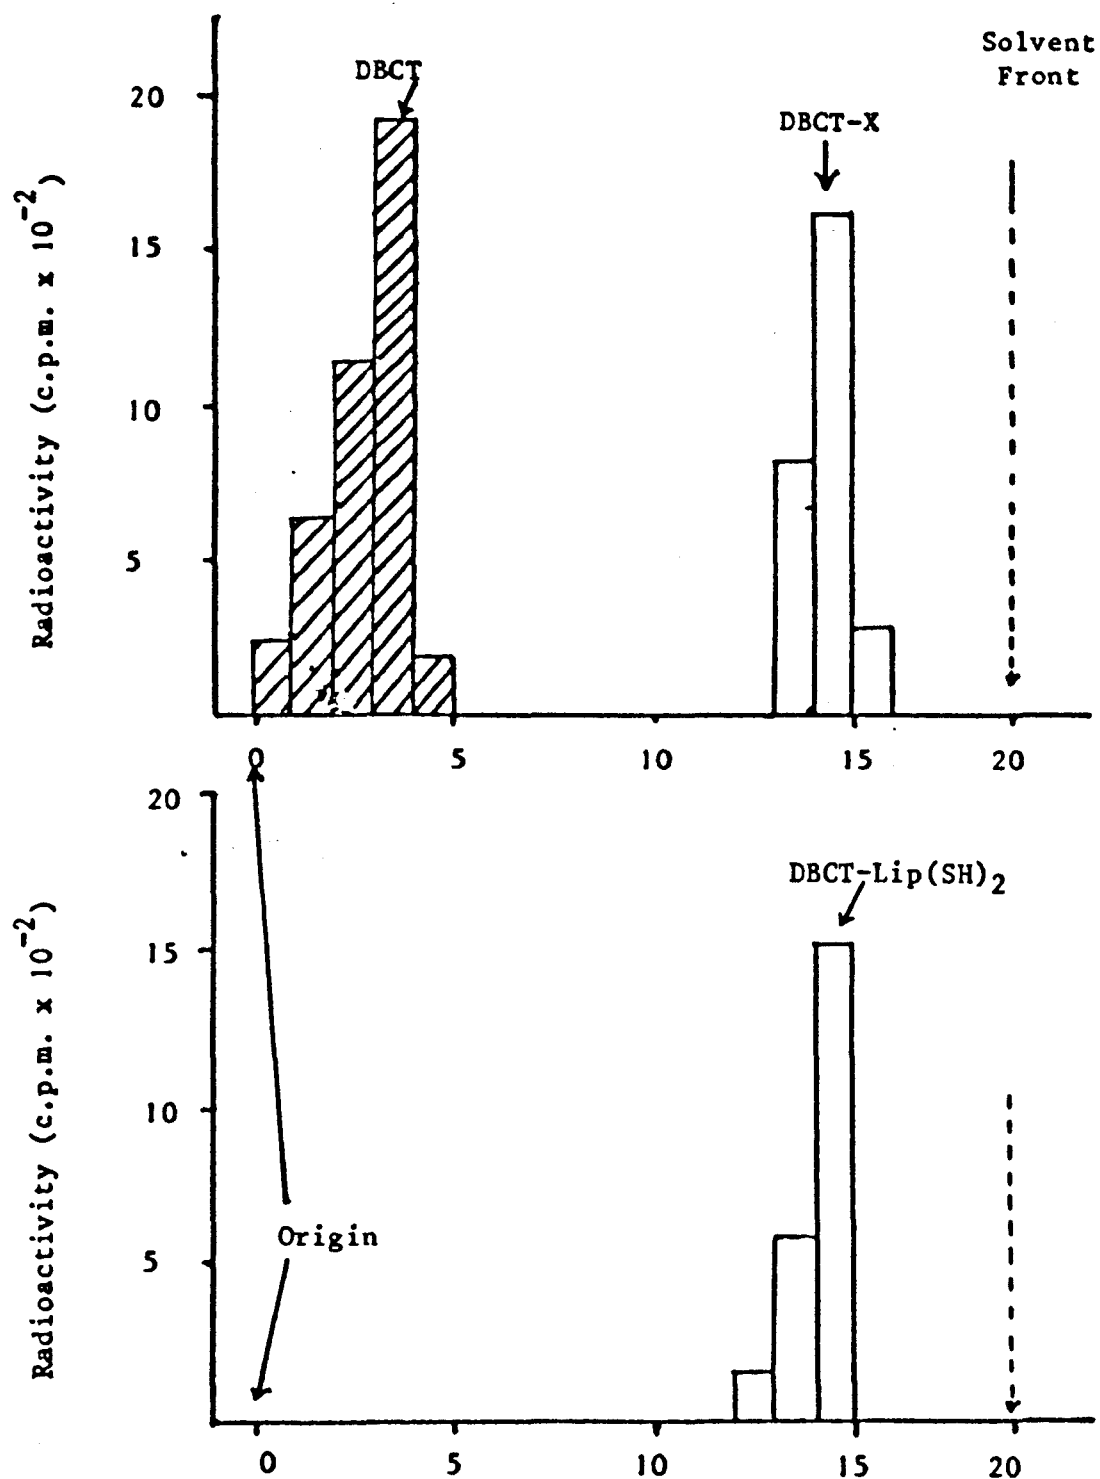 Solvent
Front
DBCT
DBCT-X
Radioactivity (c.p.m. x 10⁻²)
20
15
10
5
0 5 10 15 20
DBCT-Lip(SH)₂
Origin
Radioactivity (c.p.m. x 10⁻²)
20
15
10
5
0 5 10 15 20